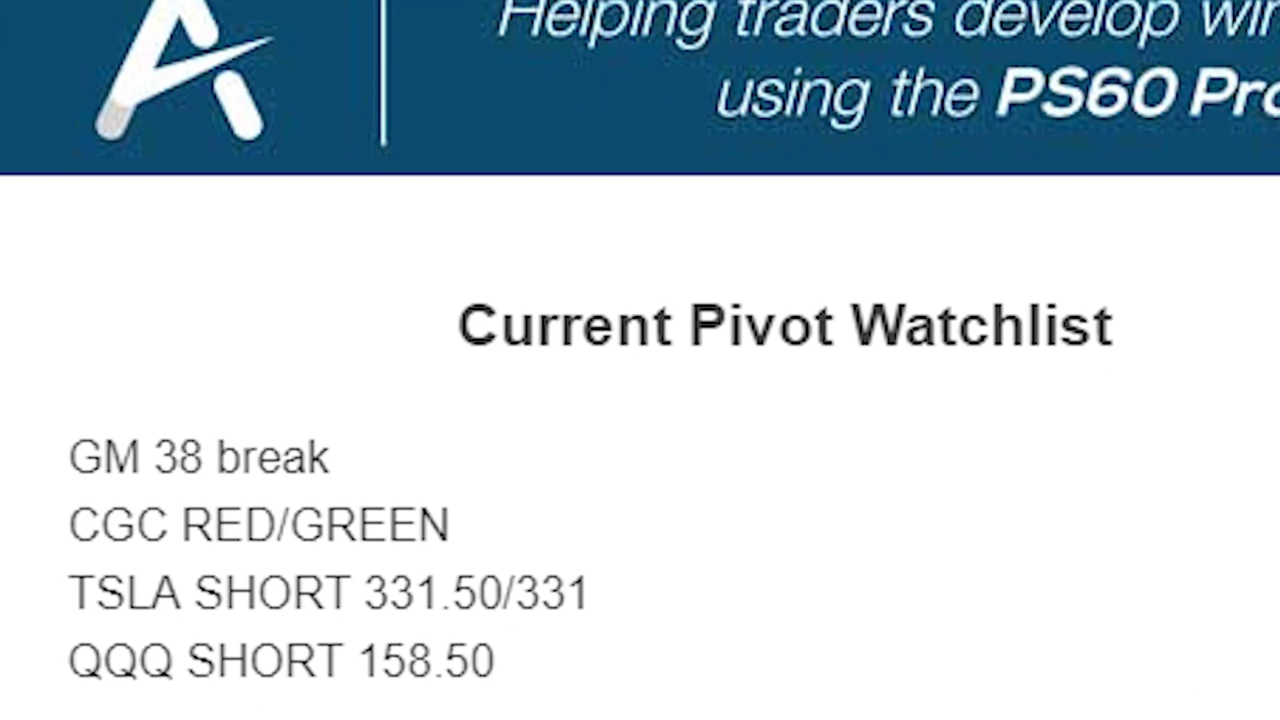 Helping traders develop
using the PS60
Current Pivot Watchlist
GM 38 break
CGC RED/GREEN
TSLA SHORT 331.50/331
QQQ SHORT 158.50